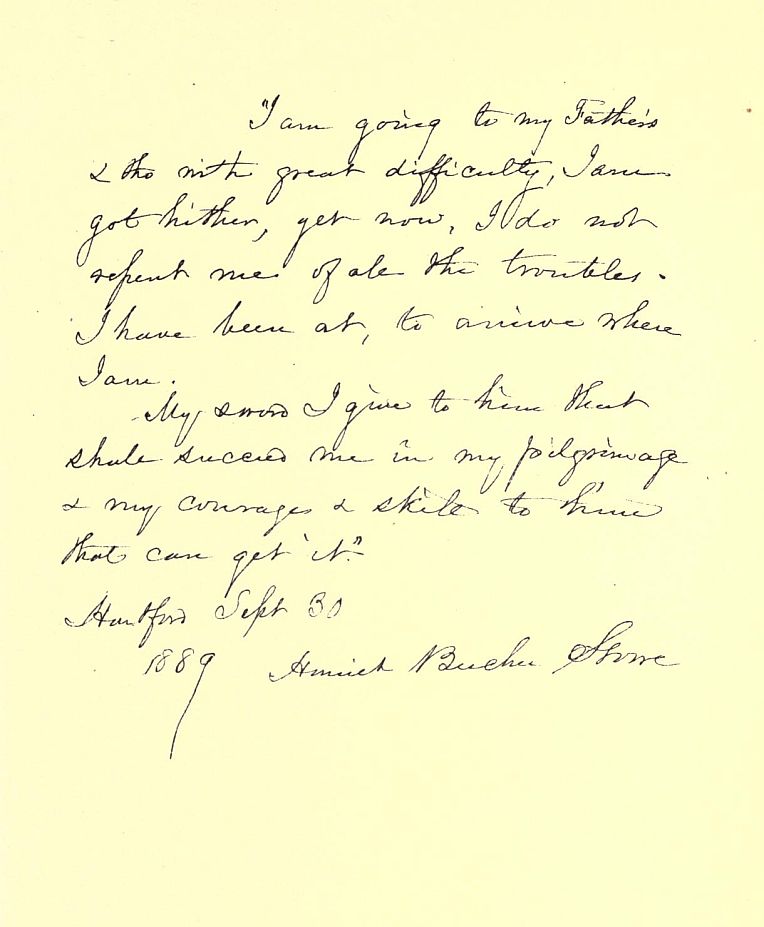 "I am going to my Father's
& tho with great difficulty, I am
got hither, yet now, I do not
repent me of all the troubles
I have been at, to arrive where
I am.
My sword I give to him that
shall succeed me in my pilgrimage
& my courage & skill to him
that can get it."
Hartford Sept 30
1889 Harriet Beecher Stowe